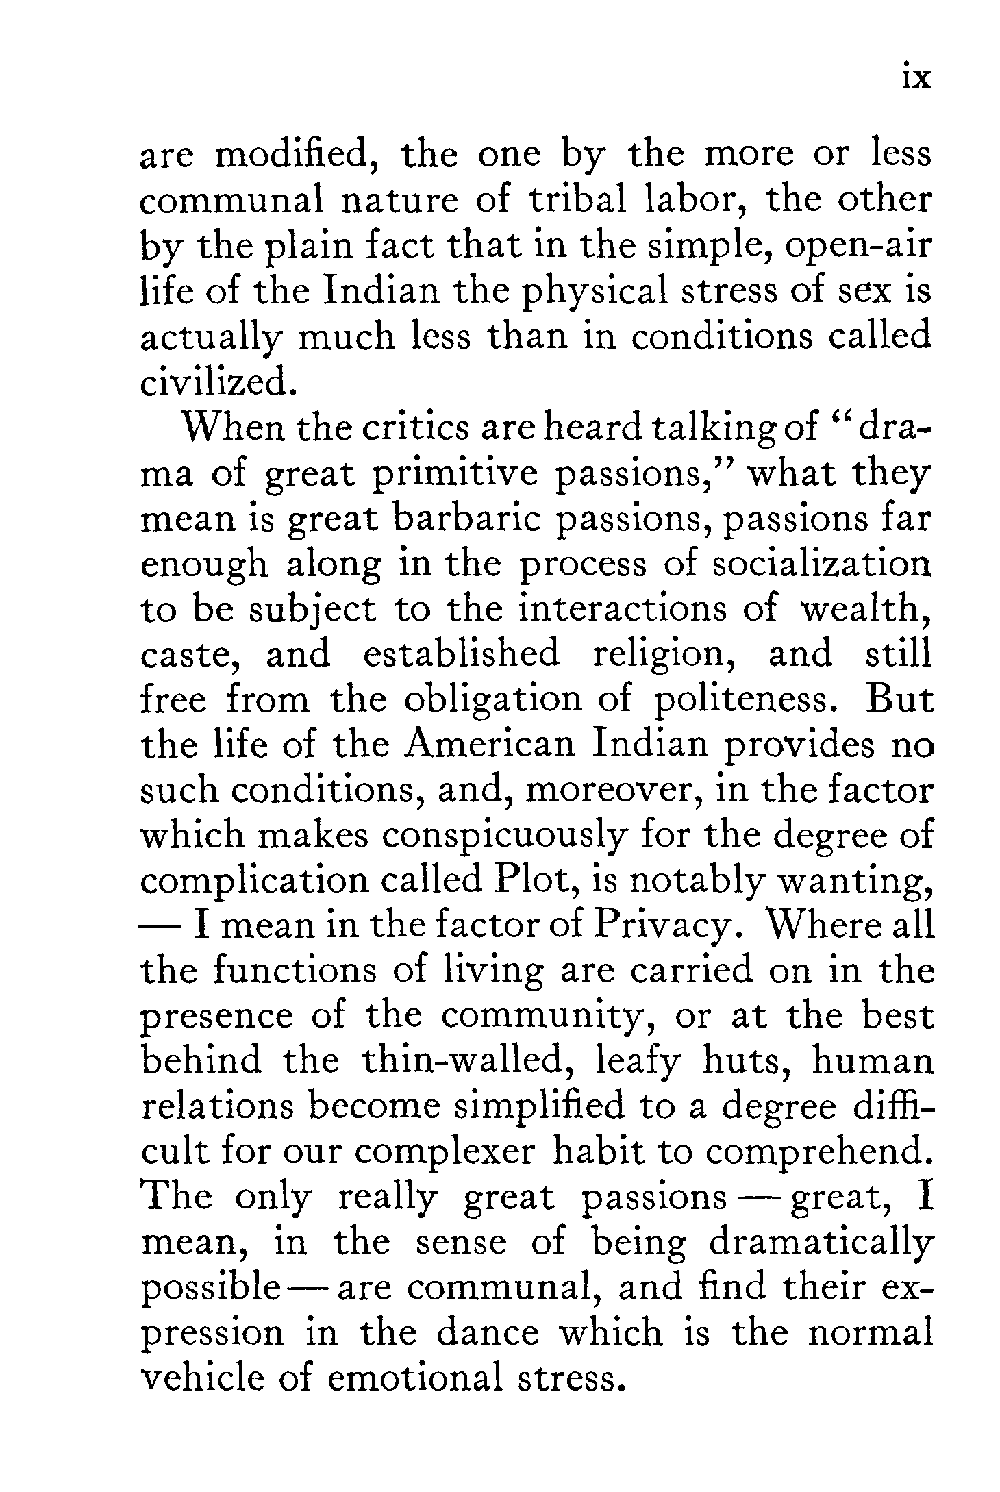 ix
are modified, the one by the more or less
communal nature of tribal labor, the other
by the plain fact that in the simple, open-air
life of the Indian the physical stress of sex is
actually much less than in conditions called
civilized.
When the critics are heard talking of “dra-
ma of great primitive passions,” what they
mean is great barbaric passions, passions far
enough along in the process of socialization
to be subject to the interactions of wealth,
caste, and established religion, and still
free from the obligation of politeness. But
the life of the American Indian provides no
such conditions, and, moreover, in the factor
which makes conspicuously for the degree of
complication called Plot, is notably wanting,
— I mean in the factor of Privacy. Where all
the functions of living are carried on in the
presence of the community, or at the best
behind the thin-walled, leafy huts, human
relations become simplified to a degree diffi-
cult for our complexer habit to comprehend.
The only really great passions — great, I
mean, in the sense of being dramatically
possible — are communal, and find their ex-
pression in the dance which is the normal
vehicle of emotional stress.